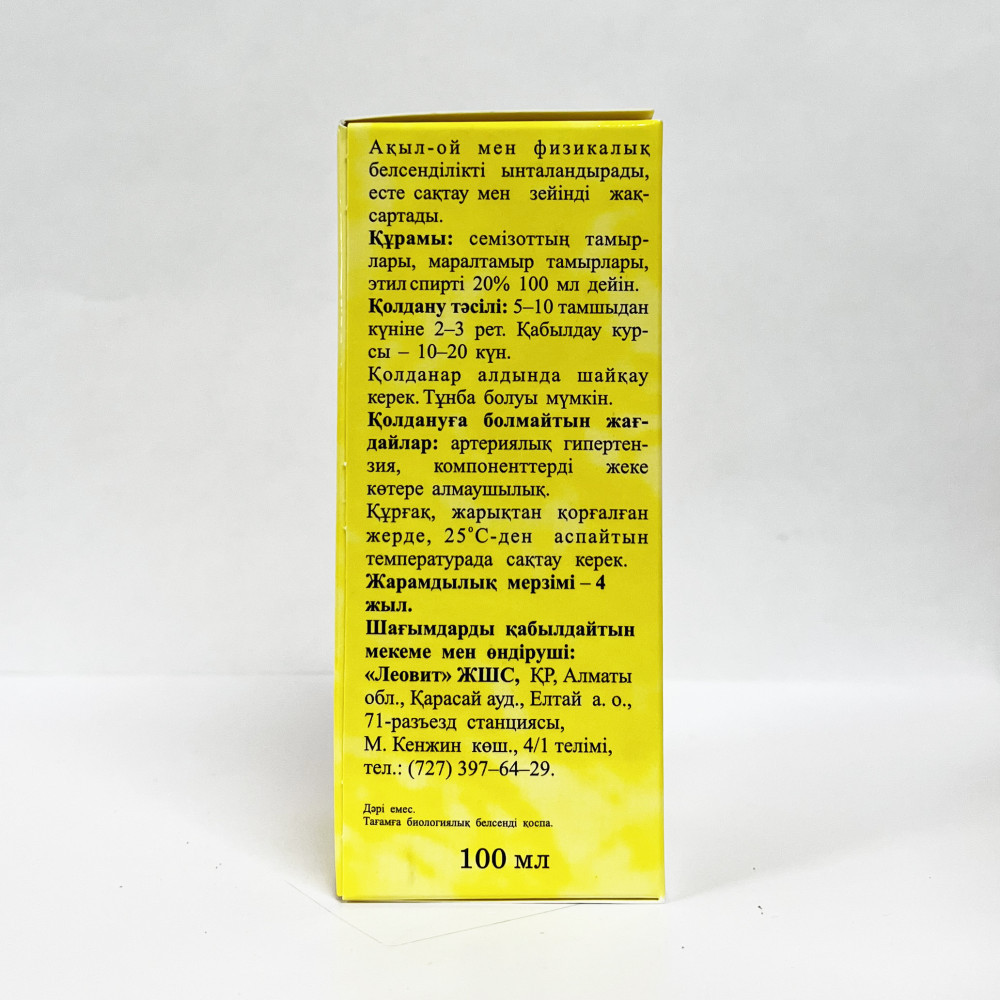 Ақыл-ой мен физикалық
белсенділікті ынталандырады,
есте сақтау мен зейінді жақ-
сартады.
Құрамы: семізоттың тамыр-
лары, маралтамыр тамырлары,
этил спирті 20% 100 мл дейін.
Қолдану тәсілі: 5–10 тамшыдан
күніне 2–3 рет. Қабылдау кур-
сы – 10–20 күн.
Қолданар алдында шайқау
керек. Тұнба болуы мүмкін.
Қолдануға болмайтын жағ-
дайлар: артериялық гипертен-
зия, компоненттерді жеке
көтере алмаушылық.
Құрғақ, жарықтан қорғалған
жерде, 25°С-ден аспайтын
температурада сақтау керек.
Жарамдылық мерзімі – 4
жыл.
Шағымдарды қабылдайтын
мекеме мен өндіруші:
«Леовит» ЖШС, ҚР, Алматы
обл., Қарасай ауд., Елтай а. о.,
71-разъезд станциясы,
М. Кенжин көш., 4/1 телімі,
тел.: (727) 397–64–29.
Дәрі емес.
Тағамға биологиялық белсенді қоспа.
100 мл